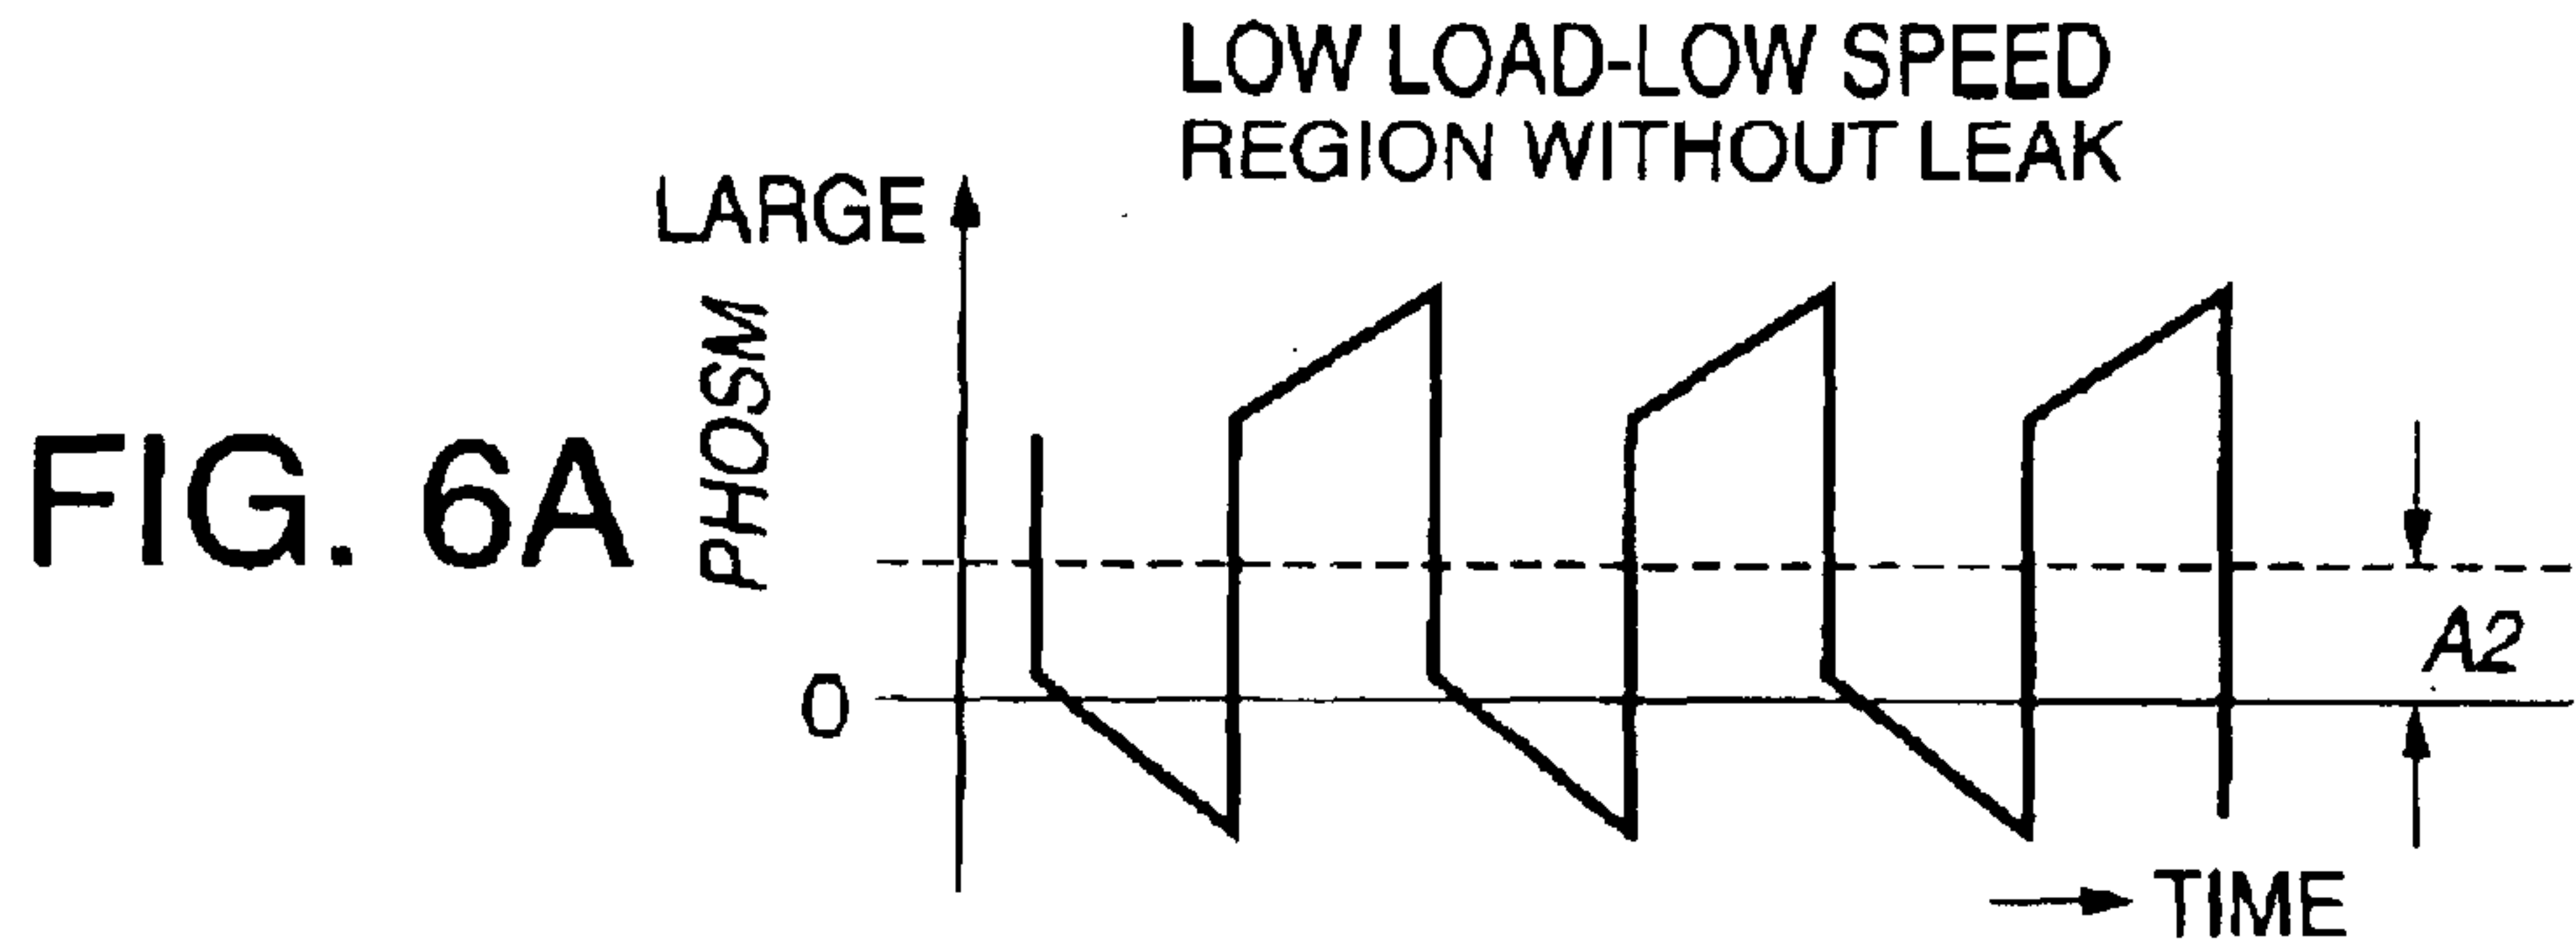 LOW LOAD-LOW SPEED
REGION WITHOUT LEAK
LARGE
PHOSM
FIG. 6A
0
A2
TIME